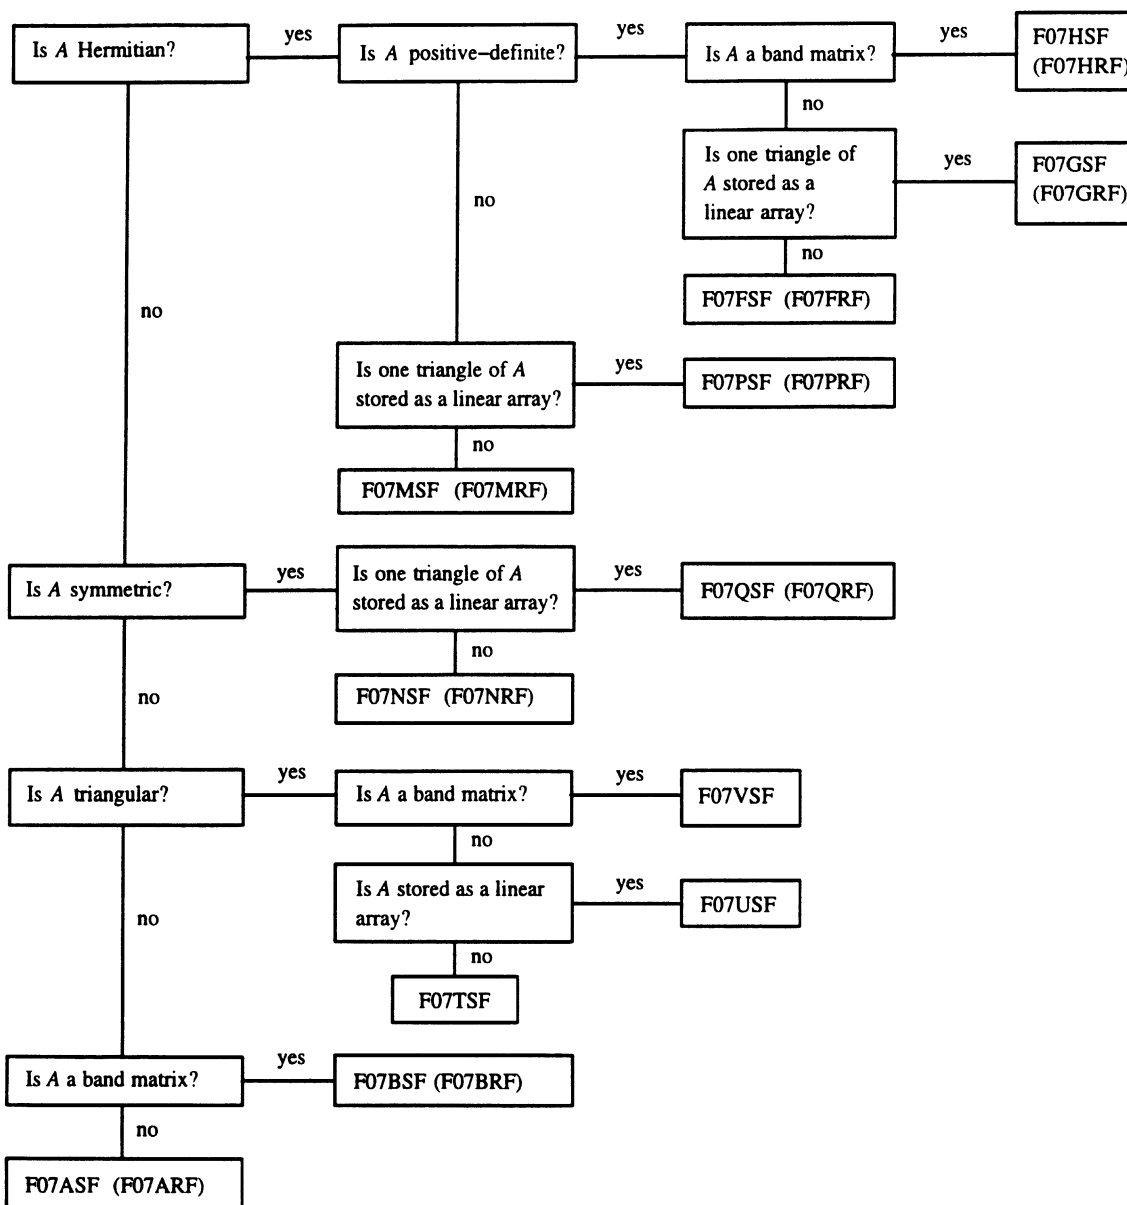 Is A Hermitian?
yes
Is A positive–definite?
yes
Is A a band matrix?
yes
F07HSF
(F07HRF)
no
Is one triangle of
A stored as a
linear array?
yes
F07GSF
(F07GRF)
no
F07FSF (F07FRF)
no
Is one triangle of A
stored as a linear array?
yes
F07PSF (F07PRF)
no
F07MSF (F07MRF)
no
Is A symmetric?
yes
Is one triangle of A
stored as a linear array?
yes
F07QSF (F07QRF)
no
F07NSF (F07NRF)
no
Is A triangular?
yes
Is A a band matrix?
yes
F07VSF
no
Is A stored as a linear
array?
yes
F07USF
no
F07TSF
no
Is A a band matrix?
yes
F07BSF (F07BRF)
no
F07ASF (F07ARF)